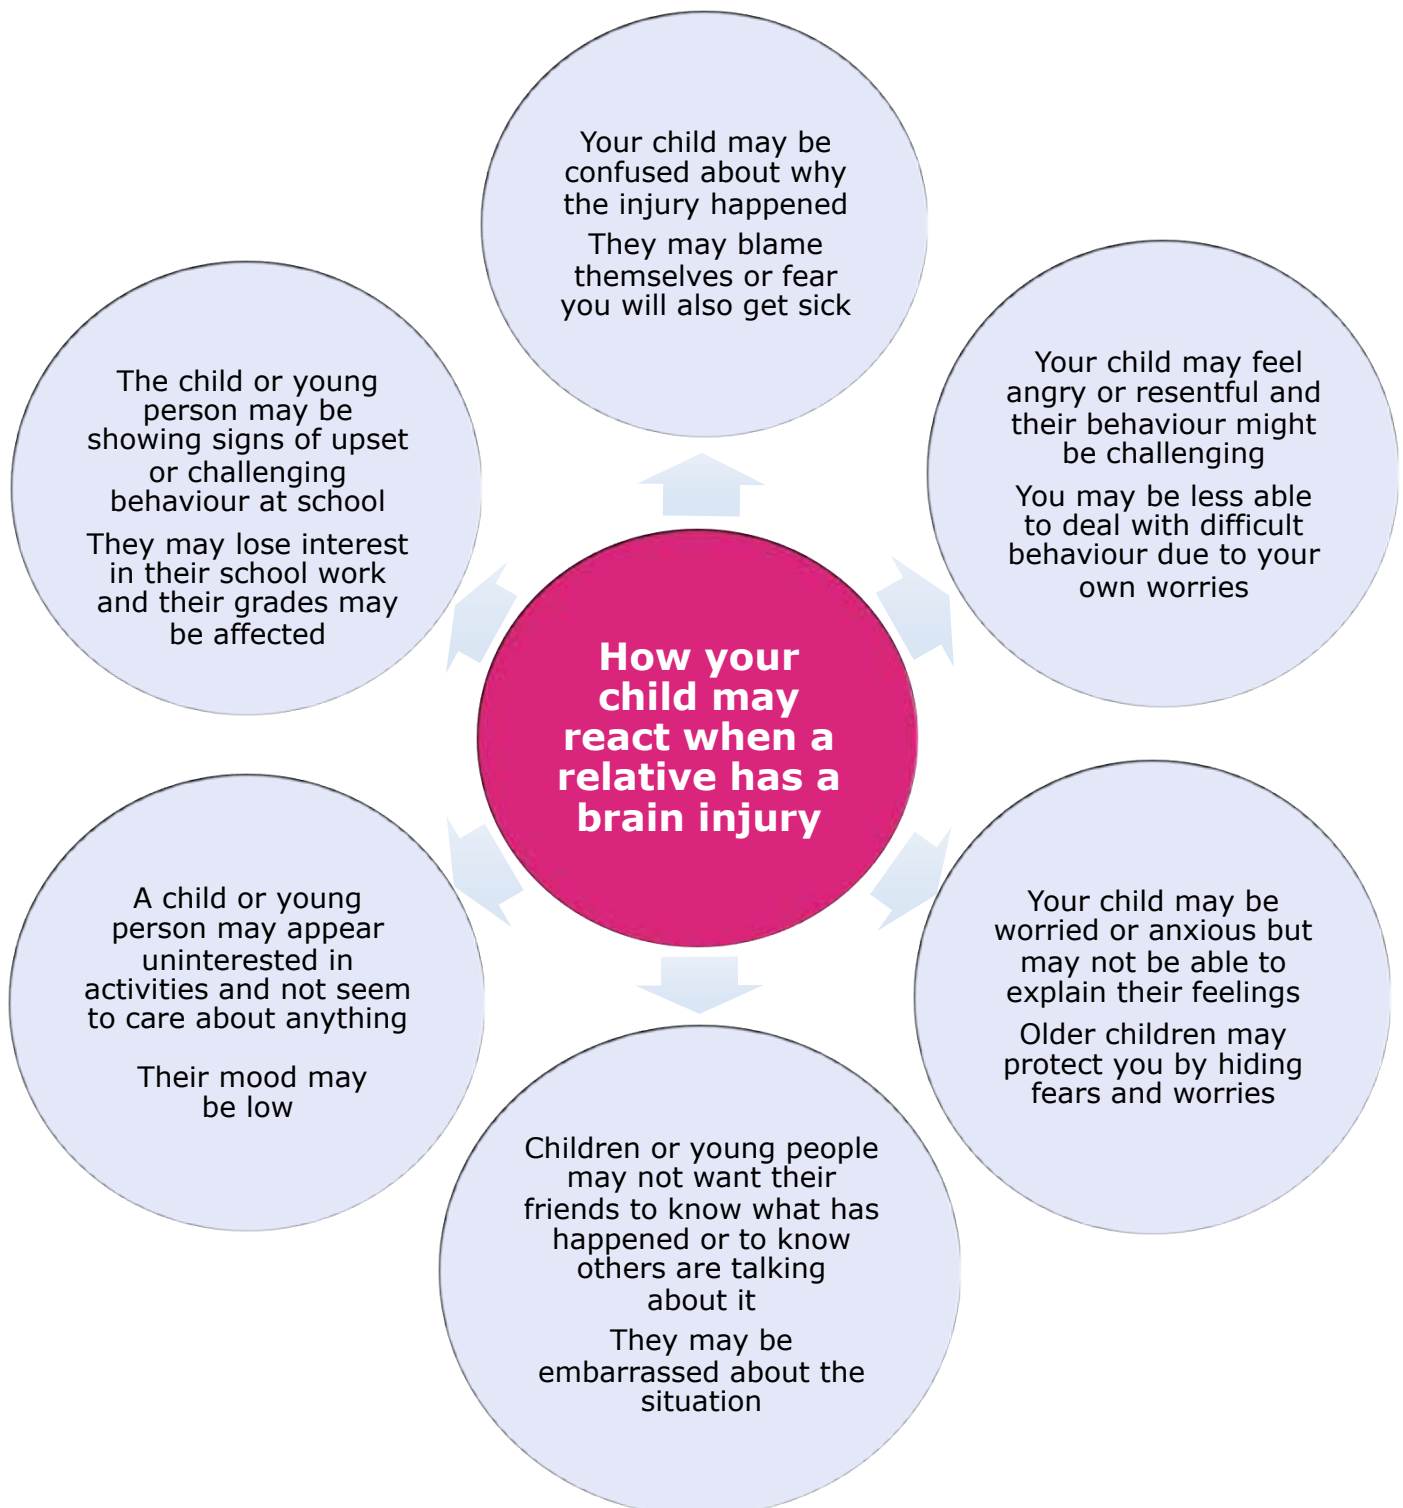 Your child may be
confused about why
the injury happened
They may blame
themselves or fear
you will also get sick
Your child may feel
angry or resentful and
their behaviour might
be challenging
You may be less able
to deal with difficult
behaviour due to your
own worries
Your child may be
worried or anxious but
may not be able to
explain their feelings
Older children may
protect you by hiding
fears and worries
Children or young people
may not want their
friends to know what has
happened or to know
others are talking
about it
They may be
embarrassed about the
situation
A child or young
person may appear
uninterested in
activities and not seem
to care about anything
Their mood may
be low
The child or young
person may be
showing signs of upset
or challenging
behaviour at school
They may lose interest
in their school work
and their grades may
be affected
How your
child may
react when a
relative has a
brain injury